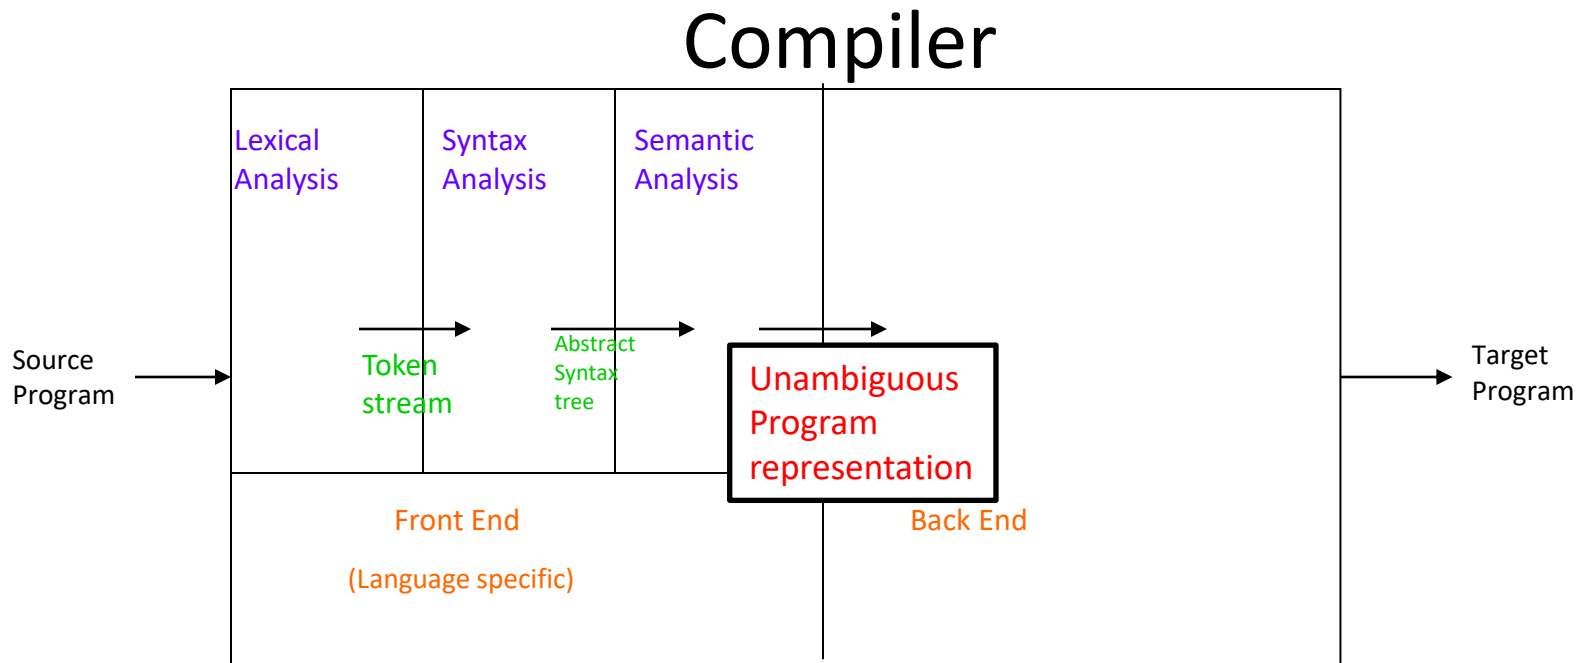 Compiler
Lexical
Analysis
Syntax
Analysis
Semantic
Analysis
Source
Program
Token
stream
Abstract
Syntax
tree
Unambiguous
Program
representation
Target
Program
Front End
(Language specific)
Back End